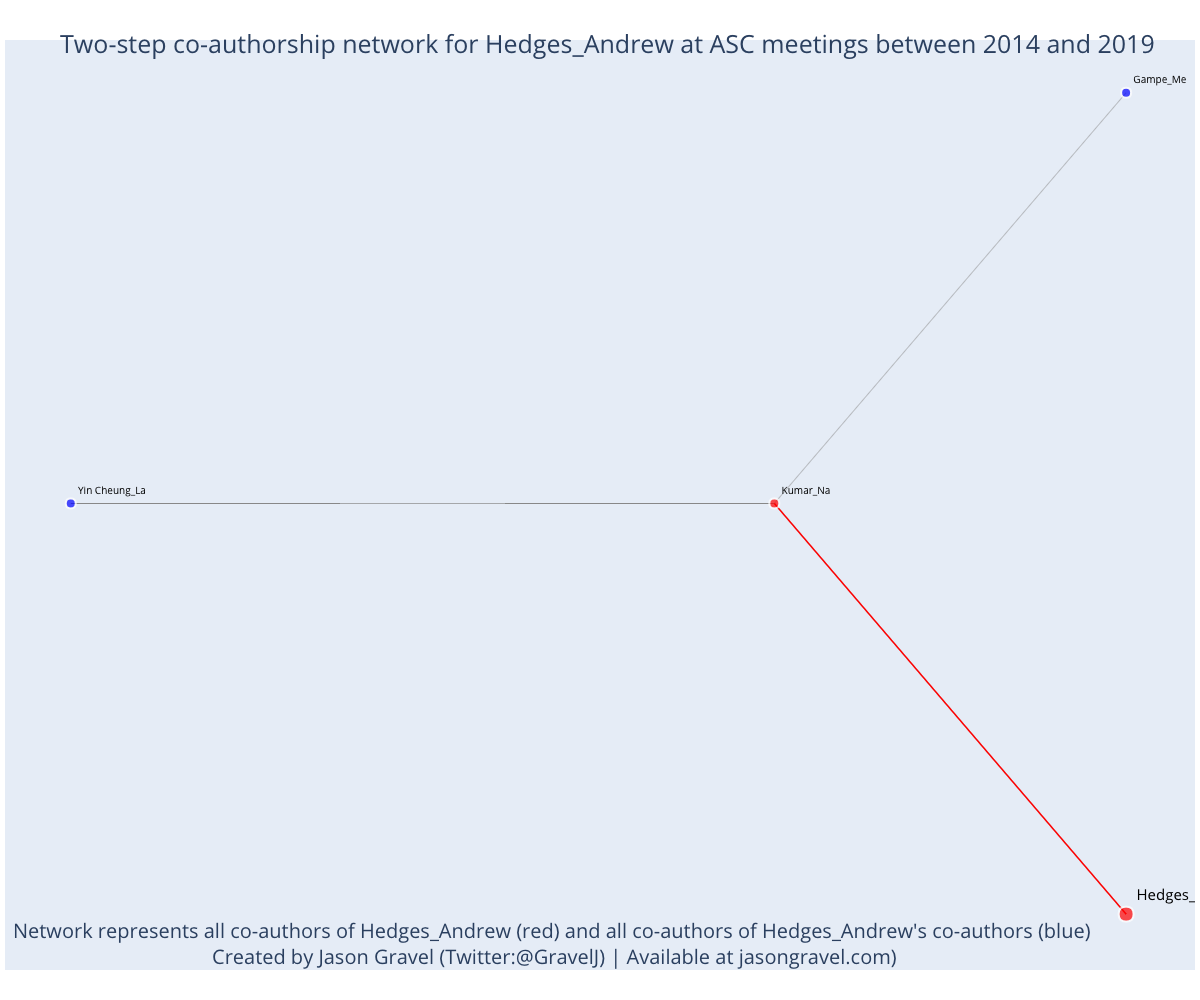 Two-step co-authorship network for Hedges_Andrew at ASC meetings between 2014 and 2019
Gampe_Me
Yin Cheung_La
Kumar_Na
Hedges_
Network represents all co-authors of Hedges_Andrew (red) and all co-authors of Hedges_Andrew's co-authors (blue)
Created by Jason Gravel (Twitter:@GravelJ) | Available at jasongravel.com)